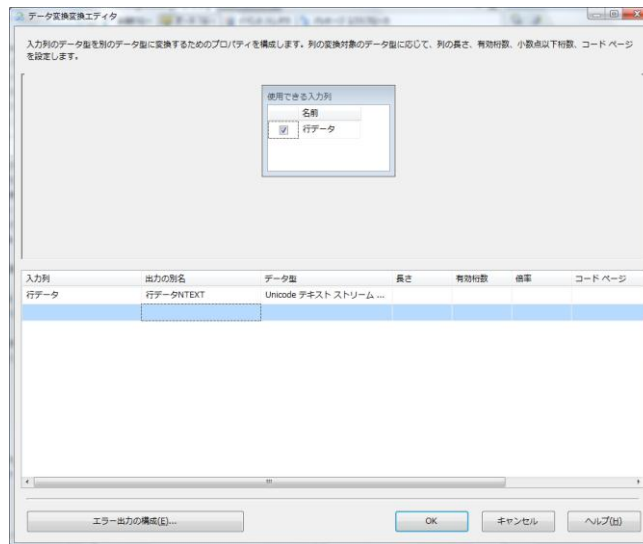 データ変換変換エディタ
入力列のデータ型を別のデータ型に変換するためのプロパティを構成します。列の変換対象のデータ型に応じて、列の長さ、有効桁数、小数点以下桁数、コード ページ
を設定します。
使用できる入力列
名前
行データ
入力列 出力の別名 データ型 長さ 有効桁数 倍率 コード ページ
行データ 行データNTEXT Unicode テキスト ストリーム ...
エラー出力の構成(E)... OK キャンセル ヘルプ(H)